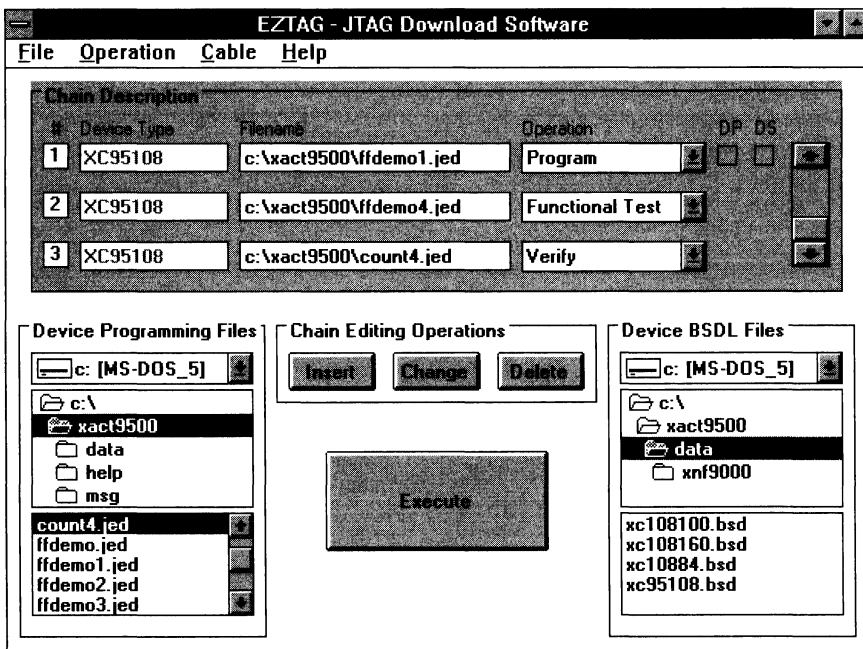 EZTAG - JTAG Download Software
File Operation Cable Help
Chain Description
# Device Type Filename Operation DP DS
1 XC95108 c:\xact9500\ffdemo1.jed Program
2 XC95108 c:\xact9500\ffdemo4.jed Functional Test
3 XC95108 c:\xact9500\count4.jed Verify
Device Programming Files
c: [MS-DOS_5]
c:\
xact9500
data
help
msg
count4.jed
ffdemo.jed
ffdemo1.jed
ffdemo2.jed
ffdemo3.jed
Chain Editing Operations
Insert Change Delete
Execute
Device BSDL Files
c: [MS-DOS_5]
c:\
xact9500
data
xnf9000
xc108100.bsd
xc108160.bsd
xc10884.bsd
xc95108.bsd